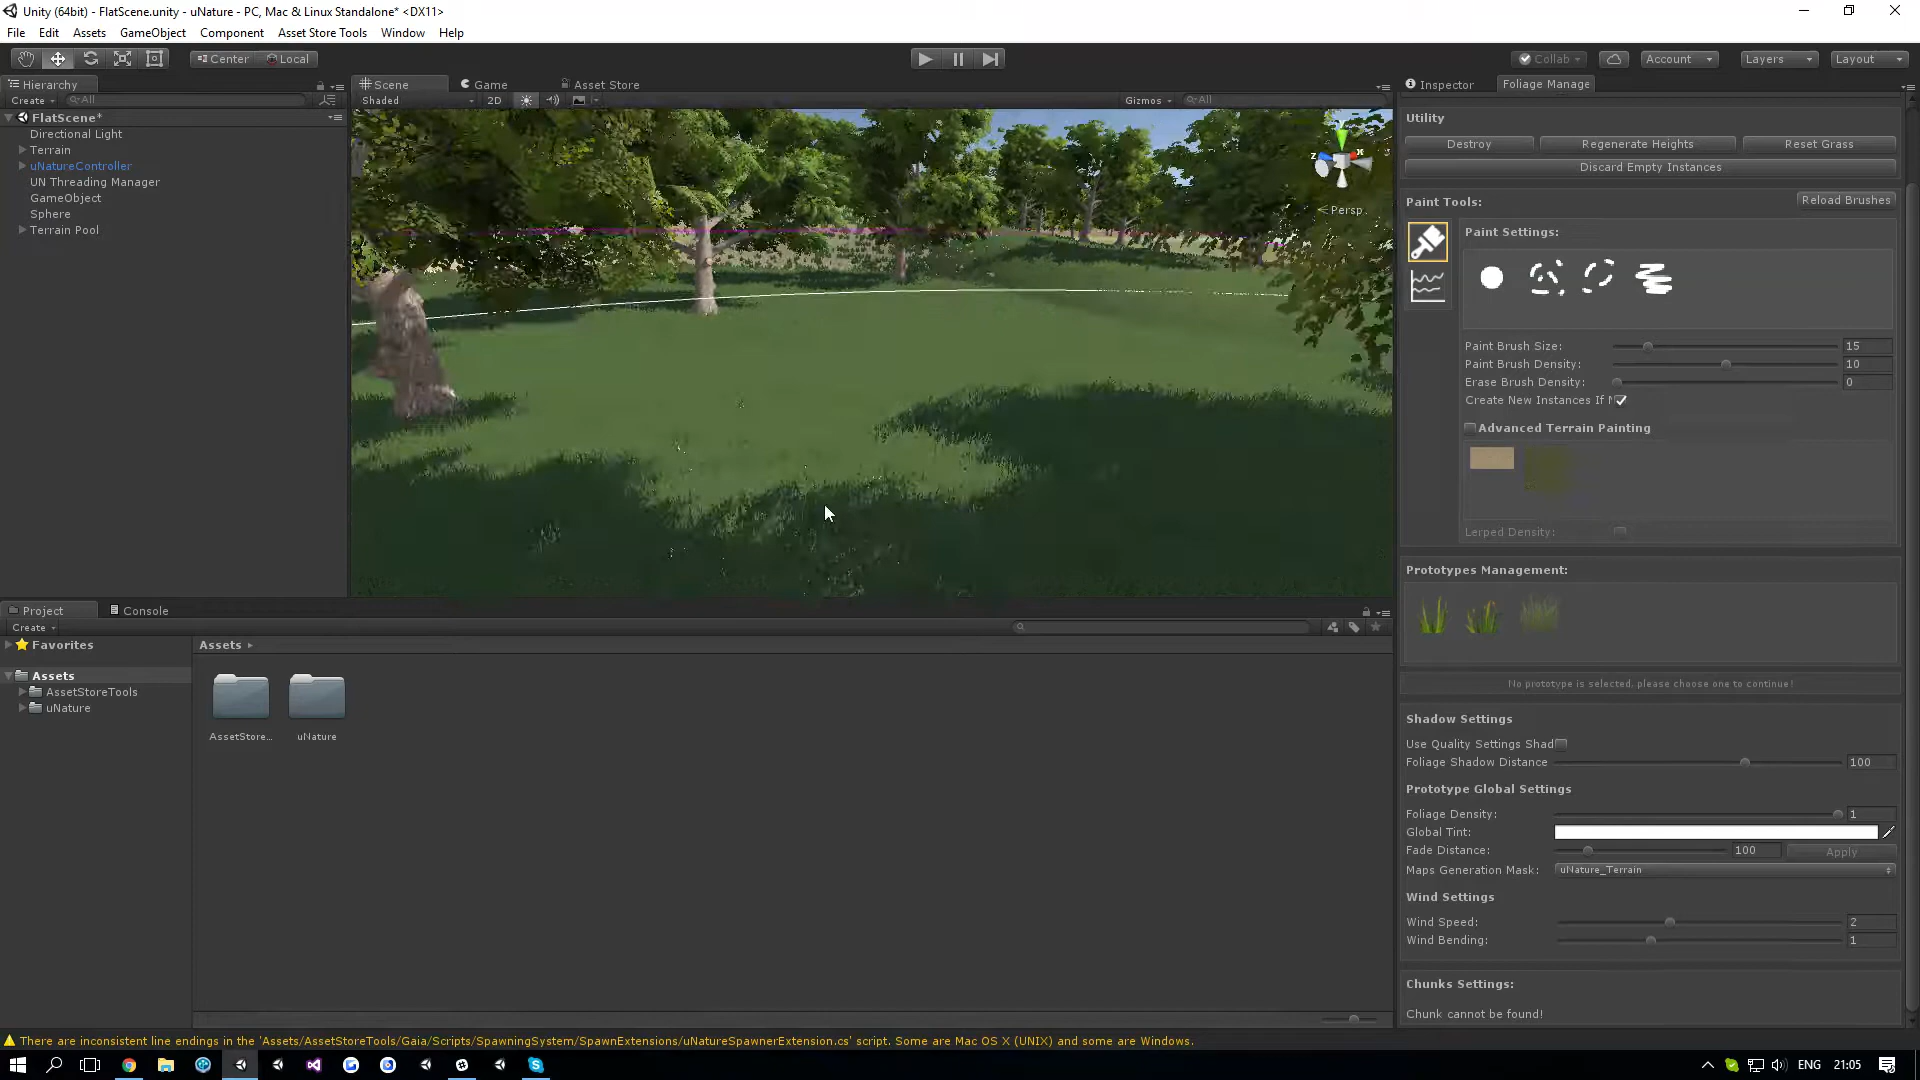 Unity (64bit) - FlatScene.unity - uNature - PC, Mac & Linux Standalone* <DX11>
File Edit Assets GameObject Component Asset Store Tools Window Help
Center Local
Collab Account Layers Layout
Hierarchy
Create All
FlatScene*
Directional Light
Terrain
uNatureController
UN Threading Manager
GameObject
Sphere
Terrain Pool
Scene Game Asset Store
Shaded 2D Gizmos All
y
z x
Persp
Inspector Foliage Manage
Utility
Destroy Regenerate Heights Reset Grass
Discard Empty Instances
Paint Tools: Reload Brushes
Paint Settings:
Paint Brush Size: 15
Paint Brush Density: 10
Erase Brush Density: 0
Create New Instances If
Advanced Terrain Painting
Lerped Density:
Prototypes Management:
No prototype is selected, please choose one to continue!
Shadow Settings
Use Quality Settings Shad
Foliage Shadow Distance 100
Prototype Global Settings
Foliage Density: 1
Global Tint:
Fade Distance: 100 Apply
Maps Generation Mask: uNature_Terrain
Wind Settings
Wind Speed: 2
Wind Bending: 1
Chunks Settings:
Chunk cannot be found!
Project Console
Create
Favorites
Assets
AssetStoreTools
uNature
Assets
AssetStore...
uNature
There are inconsistent line endings in the 'Assets/AssetStoreTools/Gaia/Scripts/SpawningSystem/SpawnExtensions/uNatureSpawnerExtension.cs' script. Some are Mac OS X (UNIX) and some are Windows.
ENG 21:05